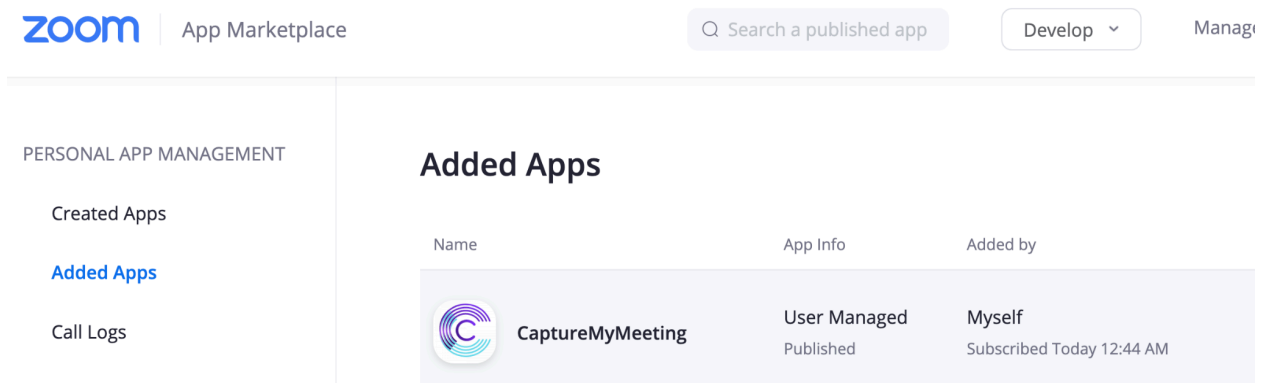 zoom App Marketplace Search a published app Develop
PERSONAL APP MANAGEMENT
Created Apps
Added Apps
Call Logs
Added Apps
Name App Info Added by
CaptureMyMeeting User Managed Myself
Published Subscribed Today 12:44 AM